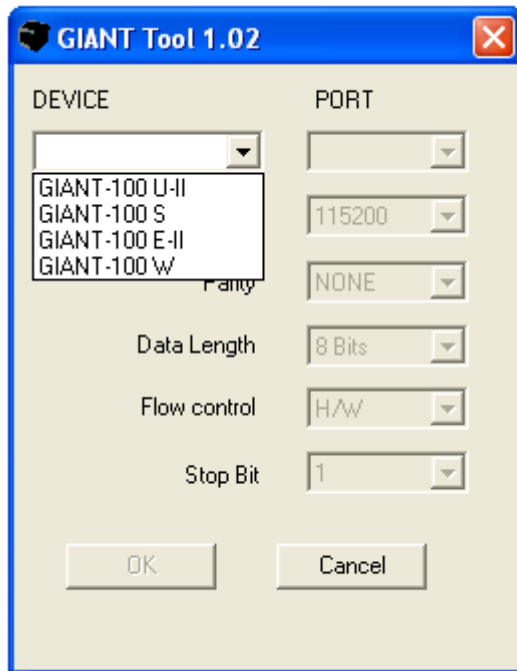 GIANT Tool 1.02
DEVICE PORT
GIANT-100 U-II
GIANT-100 S
GIANT-100 E-II
GIANT-100 W
115200
Parity NONE
Data Length 8 Bits
Flow control H/W
Stop Bit 1
OK Cancel